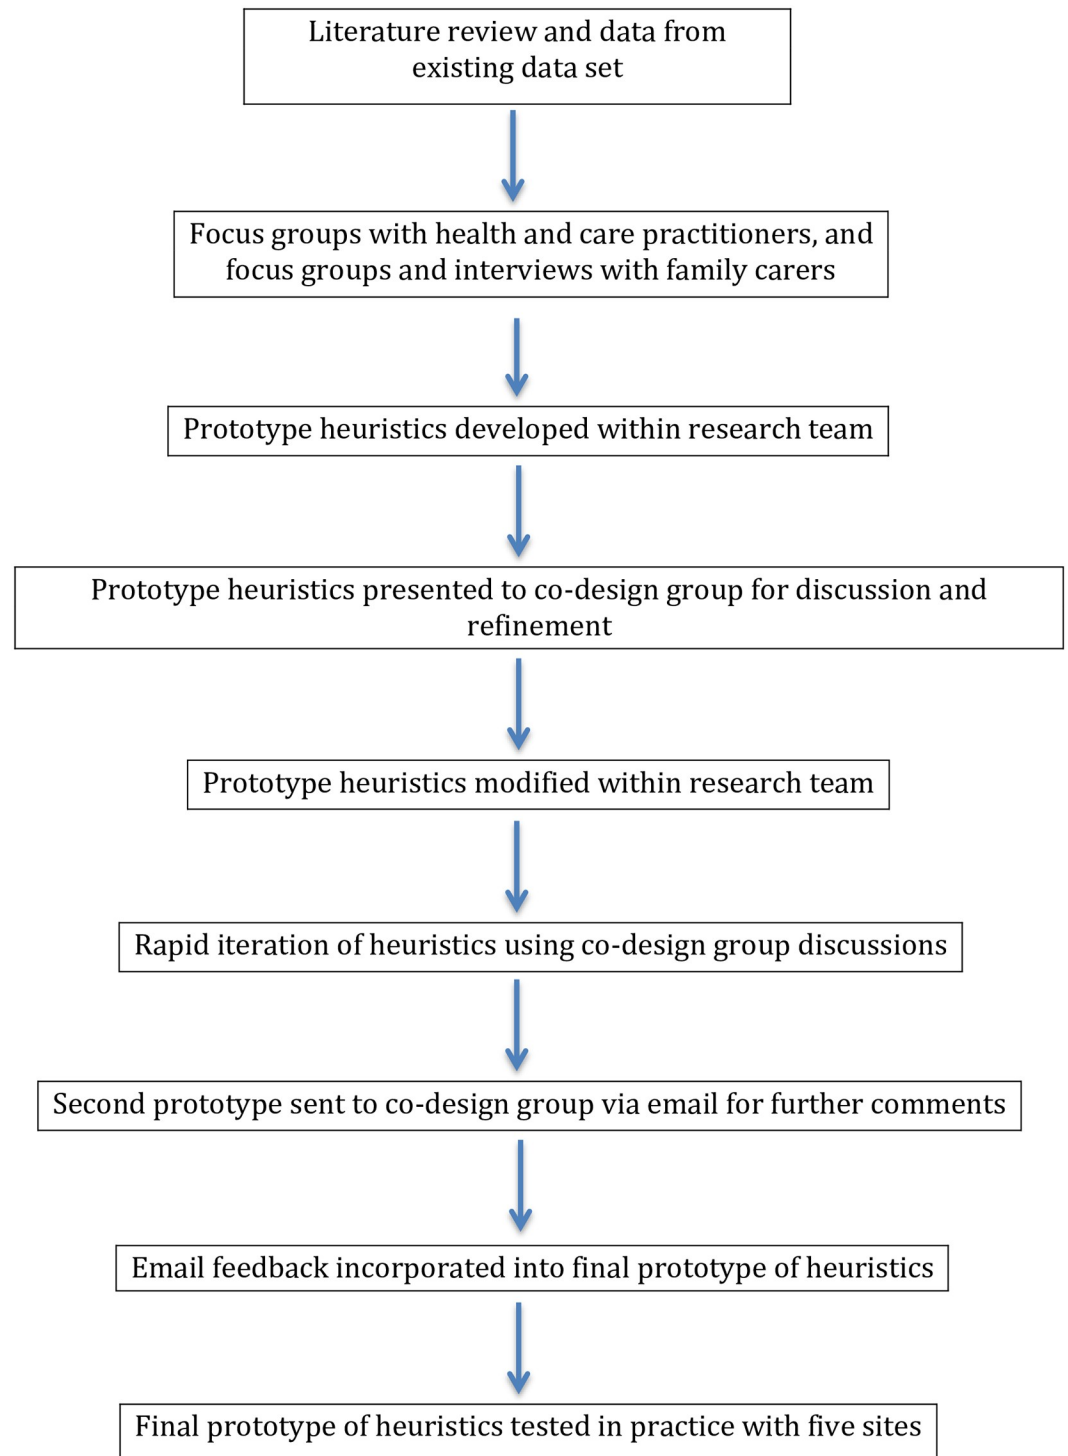 Literature review and data from
existing data set
Focus groups with health and care practitioners, and
focus groups and interviews with family carers
Prototype heuristics developed within research team
Prototype heuristics presented to co-design group for discussion and
refinement
Prototype heuristics modified within research team
Rapid iteration of heuristics using co-design group discussions
Second prototype sent to co-design group via email for further comments
Email feedback incorporated into final prototype of heuristics
Final prototype of heuristics tested in practice with five sites